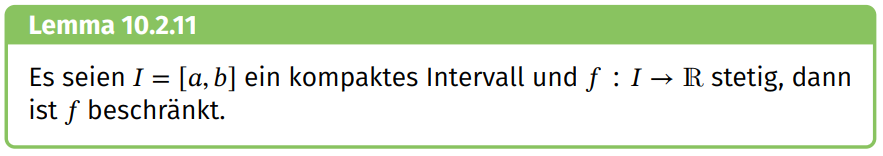 Lemma 10.2.11
Es seien I = [a, b] ein kompaktes Intervall und f : I → ℝ stetig, dann
ist f beschränkt.